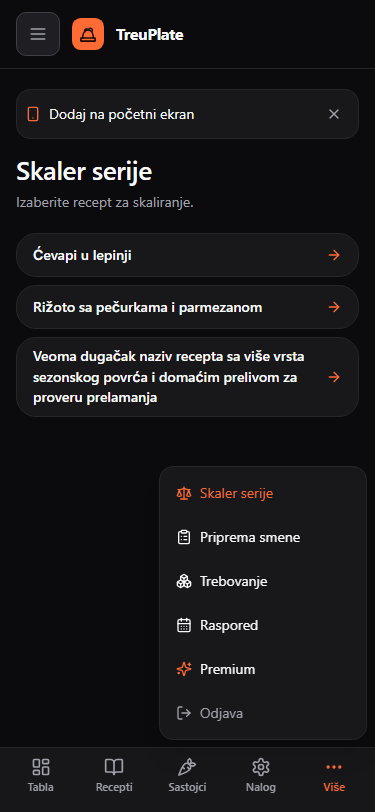 TreuPlate
Dodaj na početni ekran
Skaler serije
Izaberite recept za skaliranje.
Ćevapi u lepinji
Rižoto sa pečurkama i parmezanom
Veoma dugačak naziv recepta sa više vrsta
sezonskog povrća i domaćim prelivom za
proveru prelamanja
Skaler serije
Priprema smene
Trebovanje
Raspored
Premium
Odjava
Tabla
Recepti
Sastojci
Nalog
Više